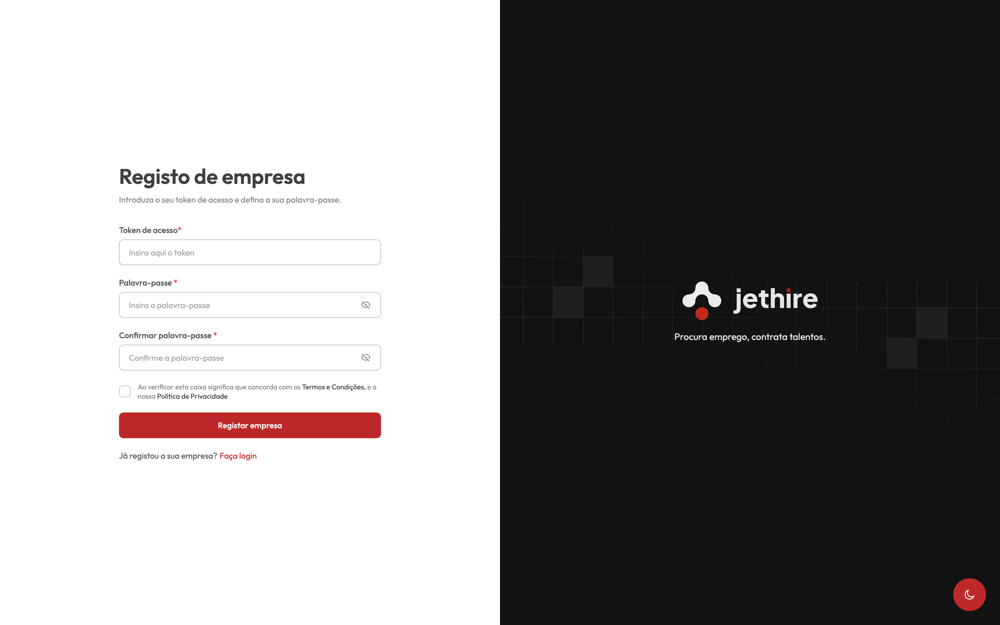 Registo de empresa
Introduza o seu token de acesso e defina a sua palavra-passe.
Token de acesso*
Insira aqui o token
Palavra-passe *
Insira a palavra-passe
Confirmar palavra-passe *
Confirme a palavra-passe
Ao verificar esta caixa significa que concorda com os Termos e Condições, e a
nossa Política de Privacidade
Registar empresa
Já registou a sua empresa? Faça login
jethire
Procura emprego, contrata talentos.